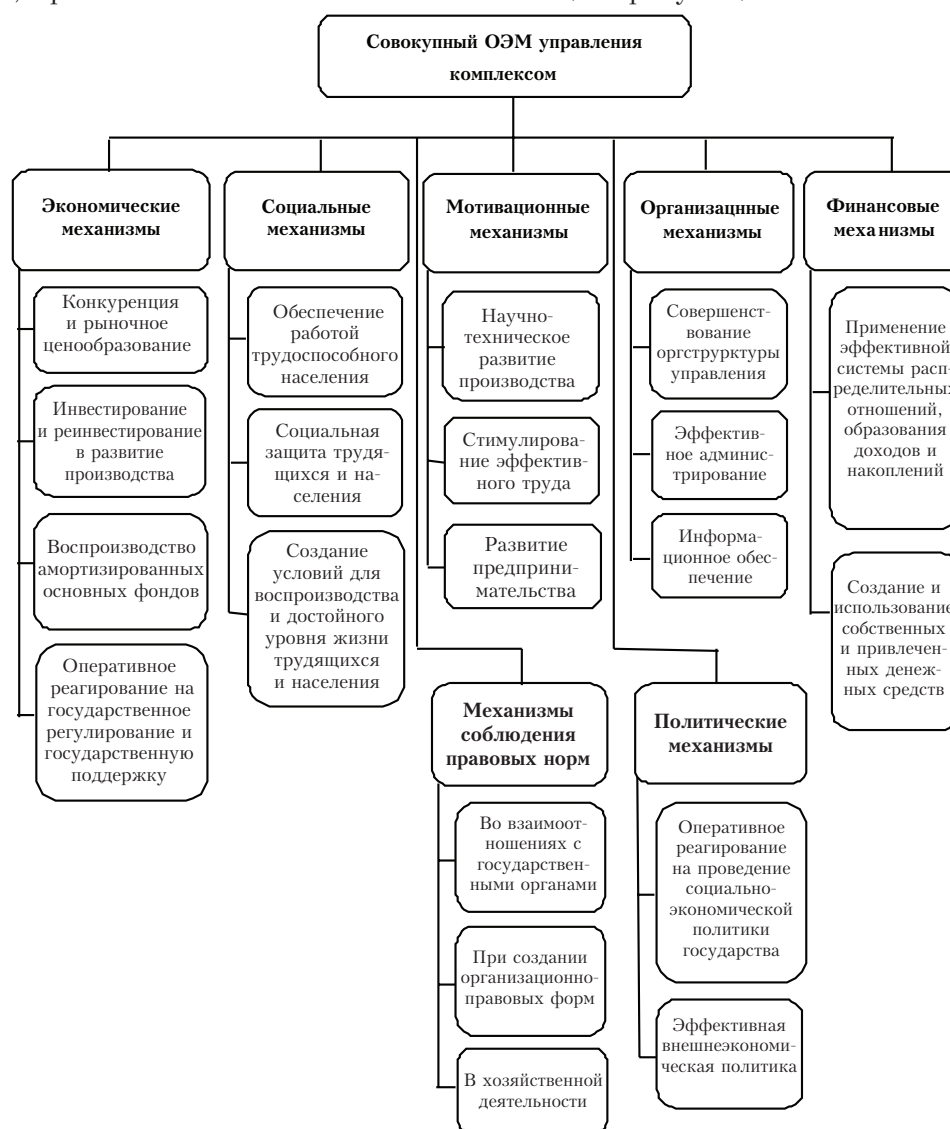 Совокупный ОЭМ управления
комплексом
Экономические
механизмы
Конкуренция
и рыночное
ценообразование
Инвестирование
и реинвестирование
в развитие
производства
Воспроизводство
амортизированных
основных фондов
Оперативное
реагирование на
государственное
регулирование и
государственную
поддержку
Социальные
механизмы
Обеспечение
работой
трудоспособного
населения
Социальная
защита трудя-
щихся и на-
селения
Создание
условий для
воспроизводства
и достойного
уровня жизни
трудящихся
и населения
Мотивационные
механизмы
Научно-
техническое
развитие
производства
Стимулирова-
ние эффектив-
ного труда
Развитие
предприни-
мательства
Организацнные
механизмы
Совершенст-
вование
оргструрктуры
управления
Эффектив-
ное админис-
трирование
Информа-
ционное обес-
печение
Финансовые
механизмы
Применение
эффективной
системы расп-
ределительных
отношений,
образования
доходов и
накоплений
Создание и
использование
собственных
и привлечен-
ных денеж-
ных средств
Механизмы
соблюдения
правовых норм
Во взаимоот-
ношениях с
государствен-
ными органами
При создании
организационно-
правовых форм
В хозяйственной
деятельности
Политические
механизмы
Оперативное
реагирование
на проведение
социально-
экономической
политики
государства
Эффективная
внешнеэкономи-
ческая политика